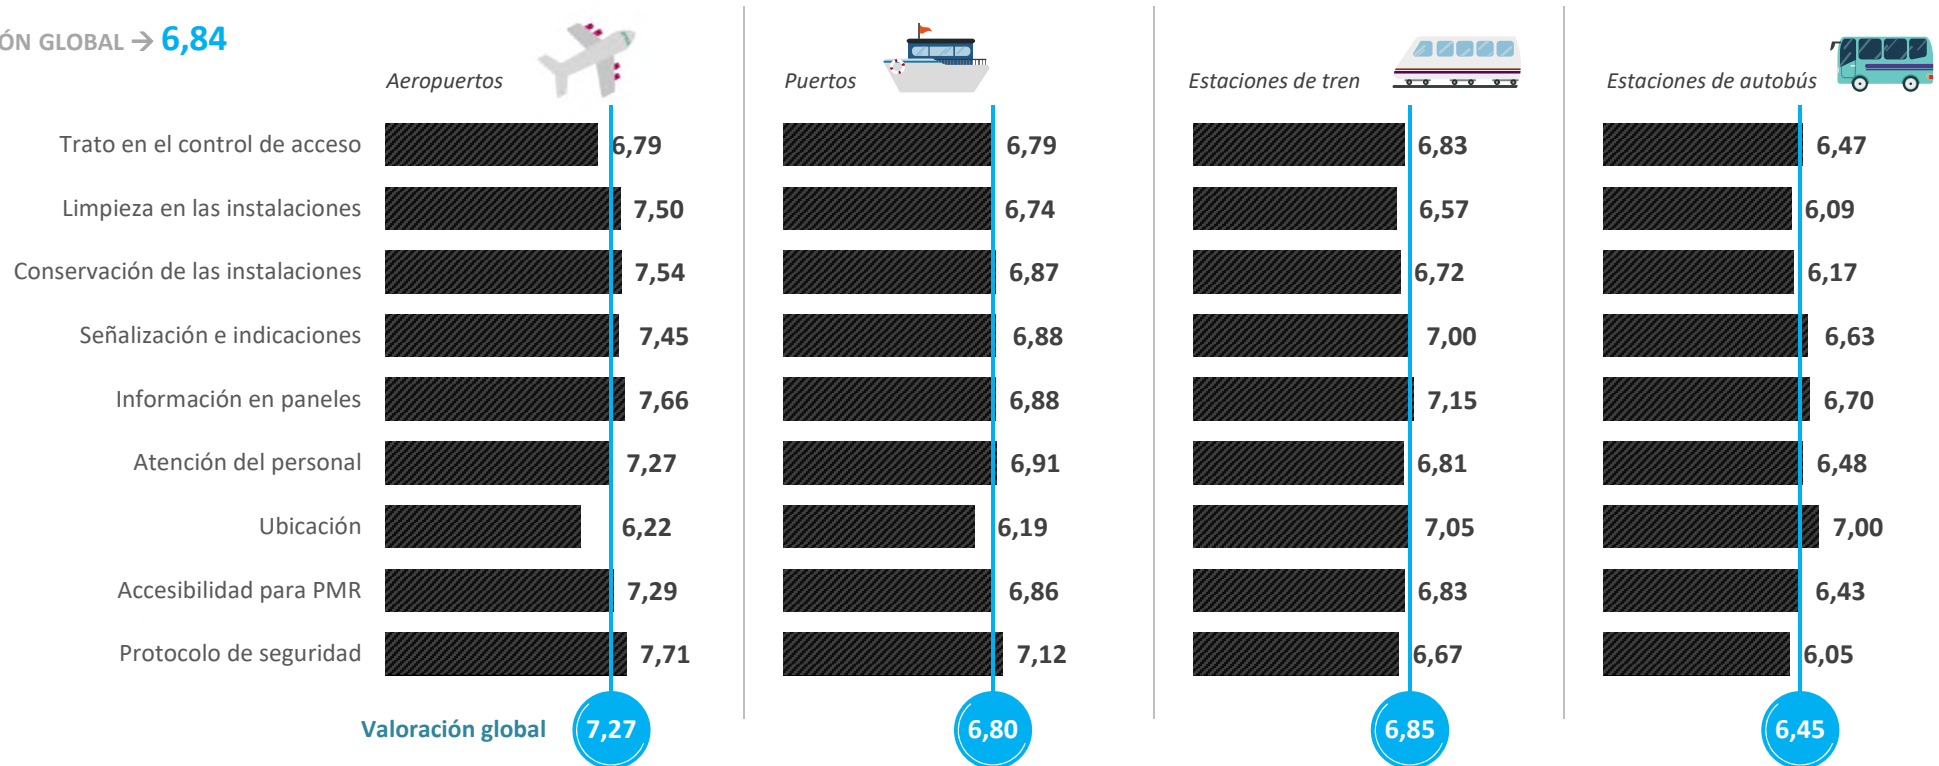 ÓN GLOBAL → 6,84
Aeropuertos Puertos Estaciones de tren Estaciones de autobús
Trato en el control de acceso 6,79 6,79 6,83 6,47
Limpieza en las instalaciones 7,50 6,74 6,57 6,09
Conservación de las instalaciones 7,54 6,87 6,72 6,17
Señalización e indicaciones 7,45 6,88 7,00 6,63
Información en paneles 7,66 6,88 7,15 6,70
Atención del personal 7,27 6,91 6,81 6,48
Ubicación 6,22 6,19 7,05 7,00
Accesibilidad para PMR 7,29 6,86 6,83 6,43
Protocolo de seguridad 7,71 7,12 6,67 6,05
Valoración global 7,27 6,80 6,85 6,45